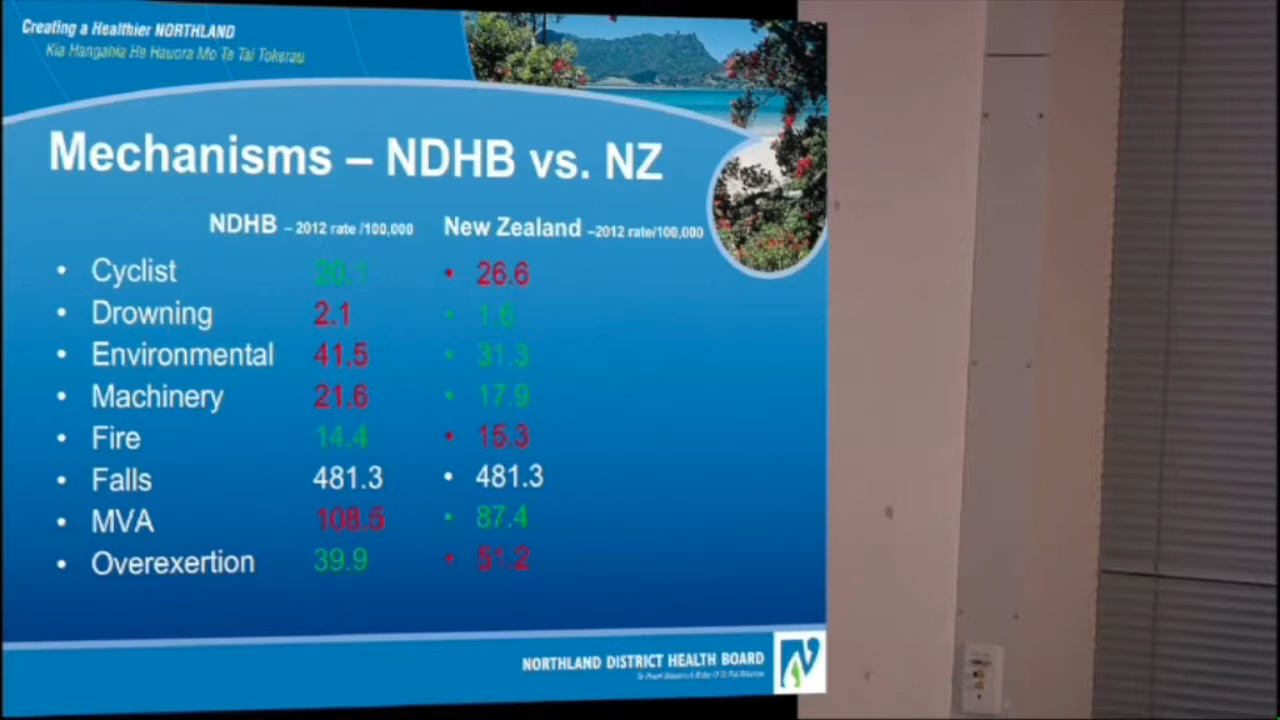 Creating a Healthier NORTHLAND
Kia Hangahia He Hauora Mo Te Tai Tokerau
Mechanisms – NDHB vs. NZ
NDHB – 2012 rate /100,000 New Zealand –2012 rate/100,000
• Cyclist 20.1 • 26.6
• Drowning 2.1 • 1.6
• Environmental 41.5 • 31.3
• Machinery 21.6 • 17.9
• Fire 14.4 • 15.3
• Falls 481.3 • 481.3
• MVA 108.5 • 87.4
• Overexertion 39.9 • 51.2
NORTHLAND DISTRICT HEALTH BOARD